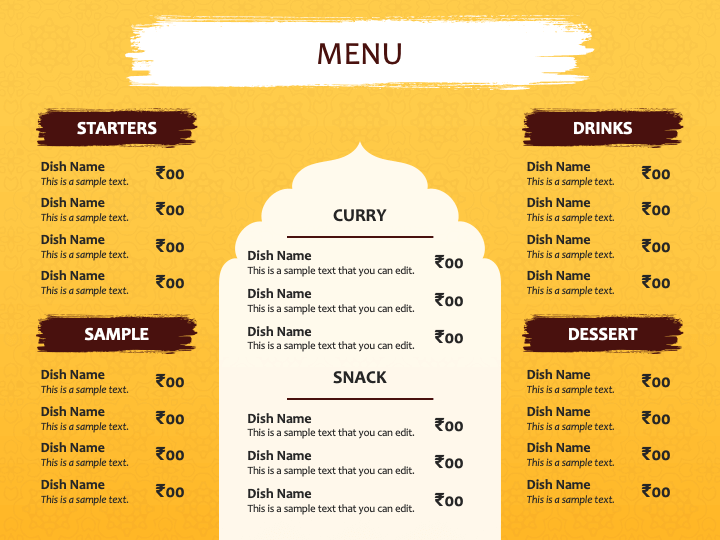 MENU
STARTERS
Dish Name
This is a sample text.
₹00
Dish Name
This is a sample text.
₹00
Dish Name
This is a sample text.
₹00
Dish Name
This is a sample text.
₹00
SAMPLE
Dish Name
This is a sample text.
₹00
Dish Name
This is a sample text.
₹00
Dish Name
This is a sample text.
₹00
Dish Name
This is a sample text.
₹00
CURRY
Dish Name
This is a sample text that you can edit.
₹00
Dish Name
This is a sample text that you can edit.
₹00
Dish Name
This is a sample text that you can edit.
₹00
SNACK
Dish Name
This is a sample text that you can edit.
₹00
Dish Name
This is a sample text that you can edit.
₹00
Dish Name
This is a sample text that you can edit.
₹00
DRINKS
Dish Name
This is a sample text.
₹00
Dish Name
This is a sample text.
₹00
Dish Name
This is a sample text.
₹00
Dish Name
This is a sample text.
₹00
DESSERT
Dish Name
This is a sample text.
₹00
Dish Name
This is a sample text.
₹00
Dish Name
This is a sample text.
₹00
Dish Name
This is a sample text.
₹00